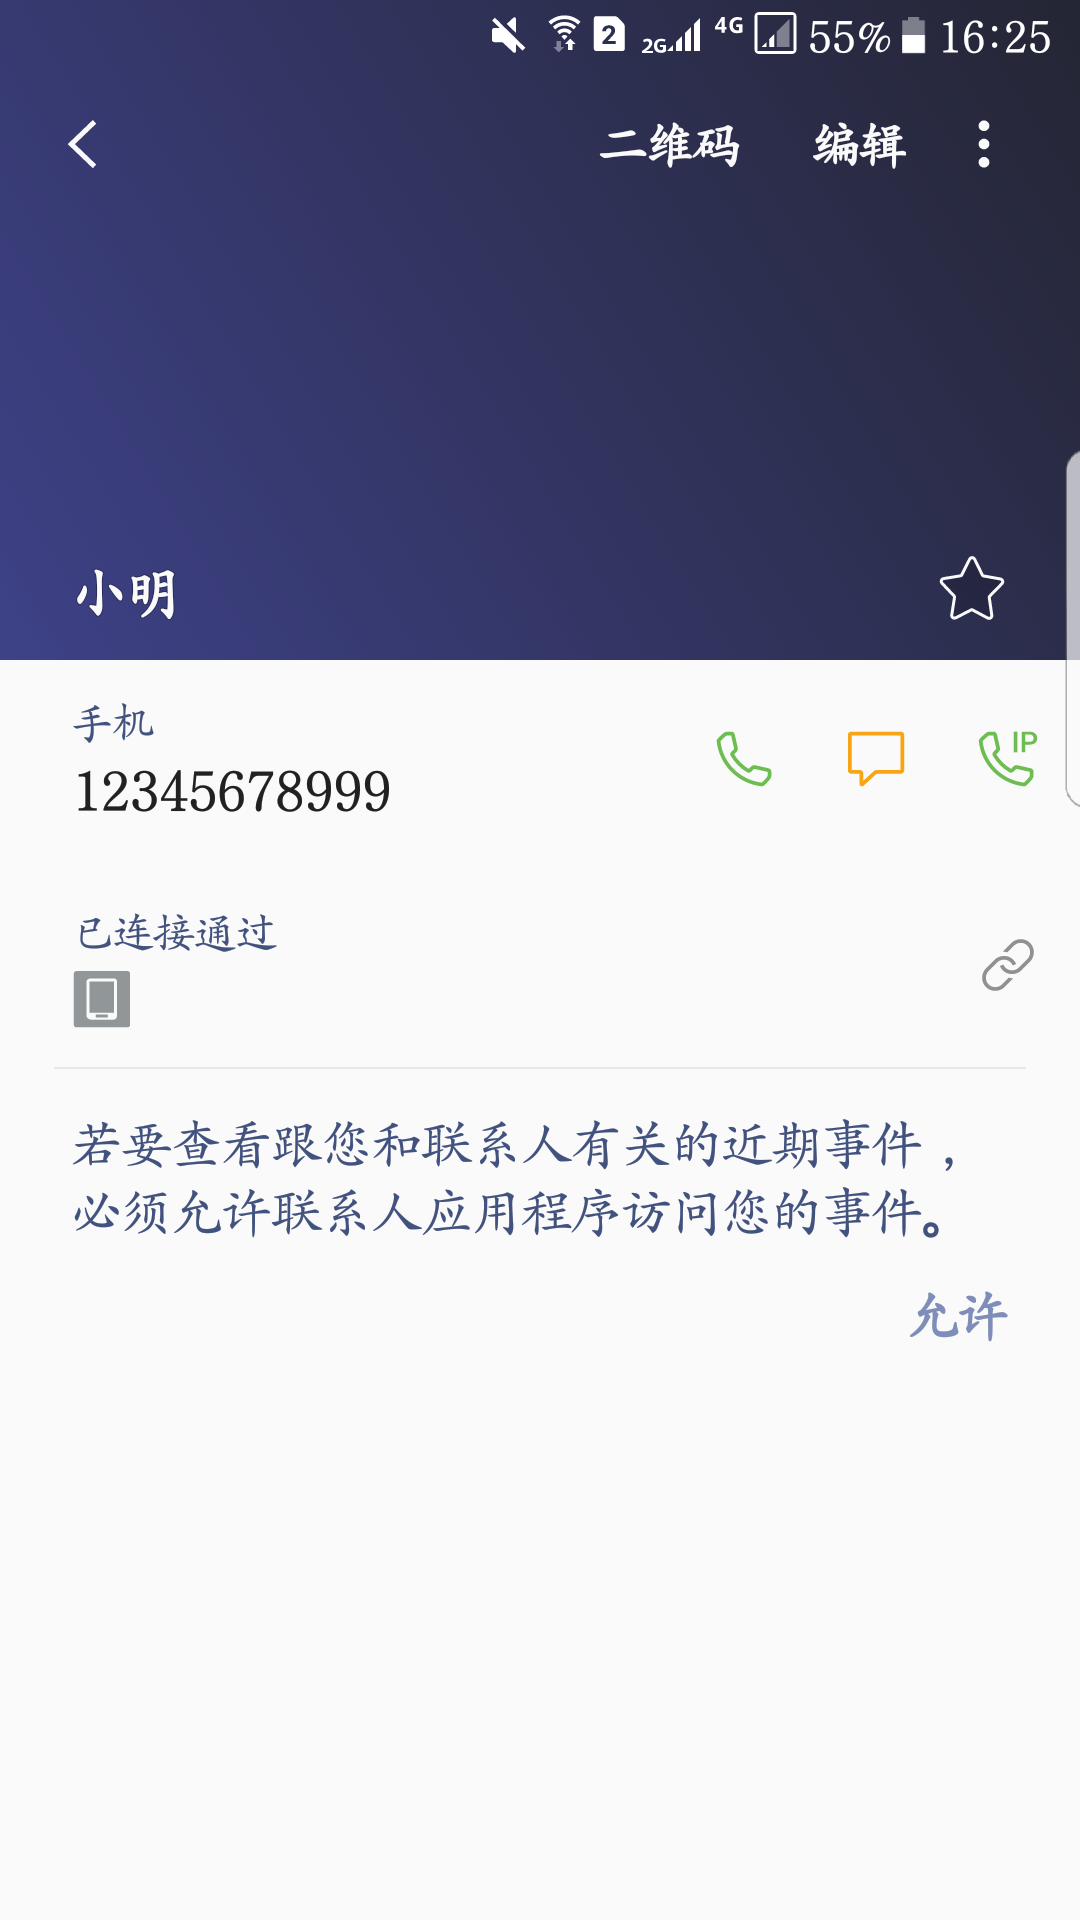 2 2G 4G 55% 16:25
二维码 编辑
小明
手机
12345678999
IP
已连接通过
若要查看跟您和联系人有关的近期事件，
必须允许联系人应用程序访问您的事件。
允许